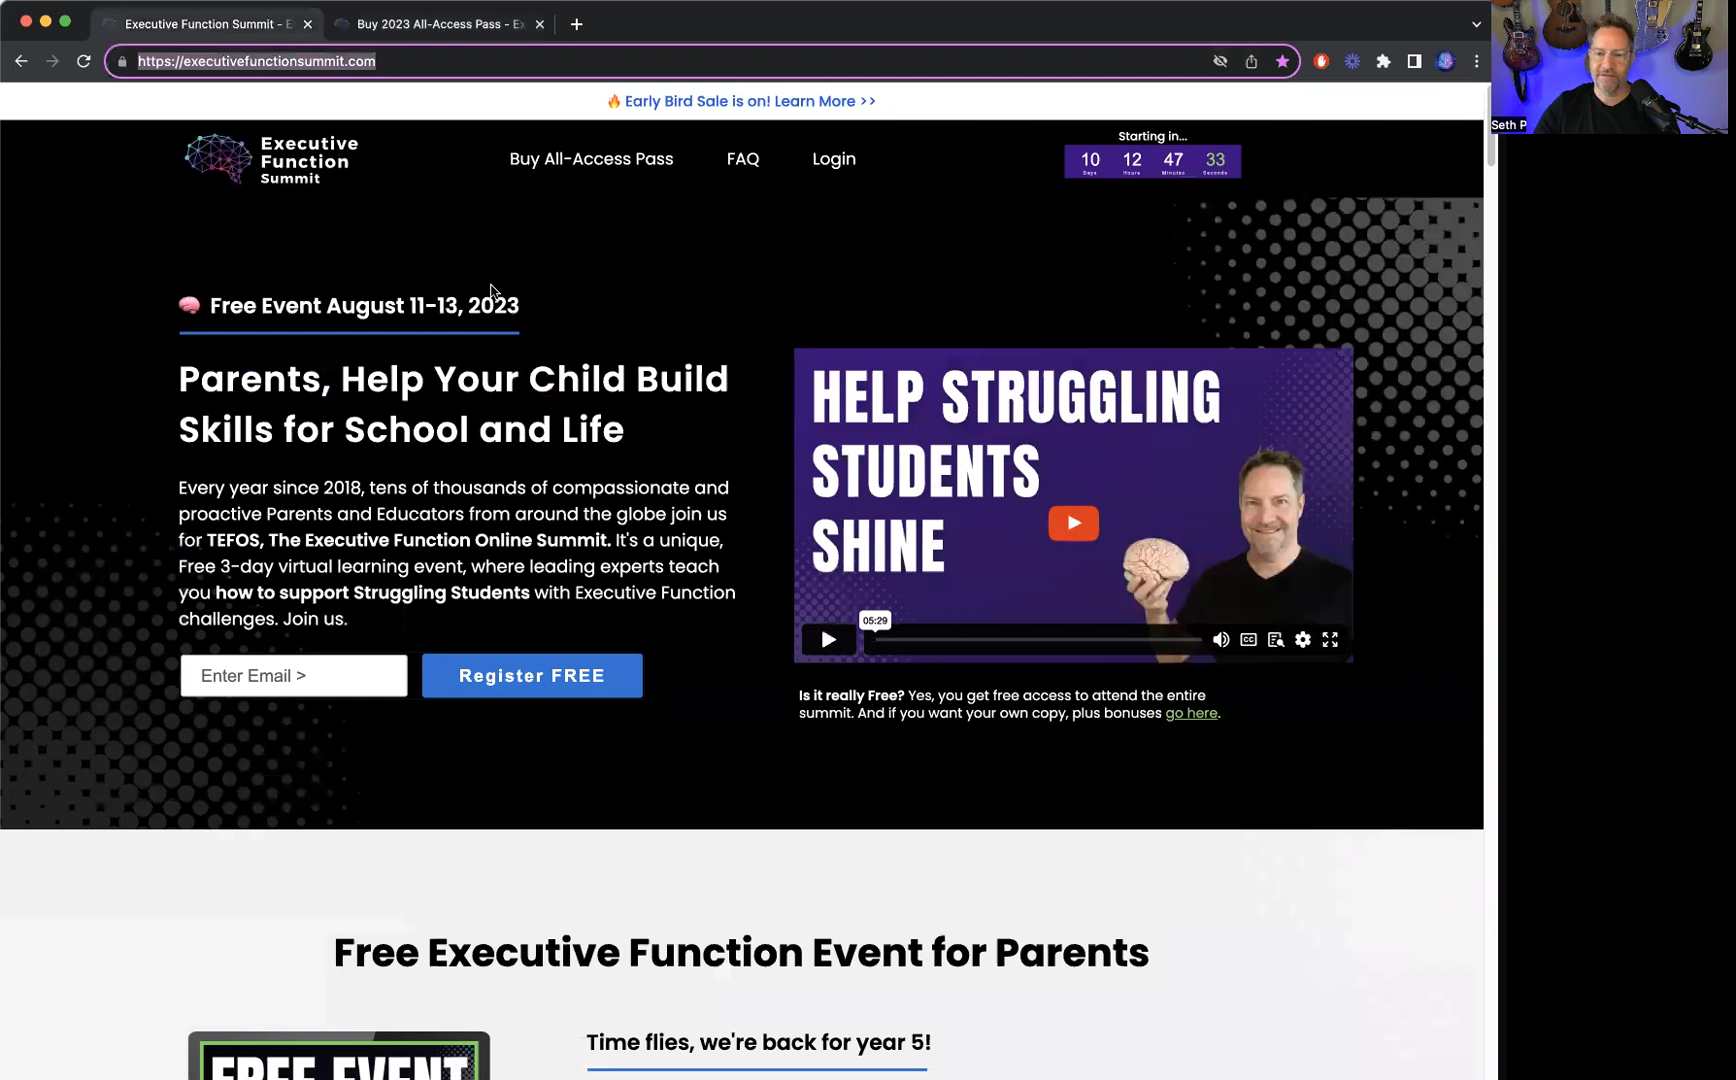 Executive Function Summit - E
Buy 2023 All-Access Pass - Ex
https://executivefunctionsummit.com
Seth P
🔥 Early Bird Sale is on! Learn More >>
Executive
Function
Summit
Buy All-Access Pass
FAQ
Login
Starting in...
10 12 47 33
Days Hours Minutes Seconds
🧠 Free Event August 11-13, 2023
Parents, Help Your Child Build
Skills for School and Life
Every year since 2018, tens of thousands of compassionate and
proactive Parents and Educators from around the globe join us
for TEFOS, The Executive Function Online Summit. It's a unique,
Free 3-day virtual learning event, where leading experts teach
you how to support Struggling Students with Executive Function
challenges. Join us.
Enter Email >
Register FREE
HELP STRUGGLING
STUDENTS
SHINE
05:29
CC
Is it really Free? Yes, you get free access to attend the entire
summit. And if you want your own copy, plus bonuses go here.
Free Executive Function Event for Parents
FREE EVENT
Time flies, we're back for year 5!